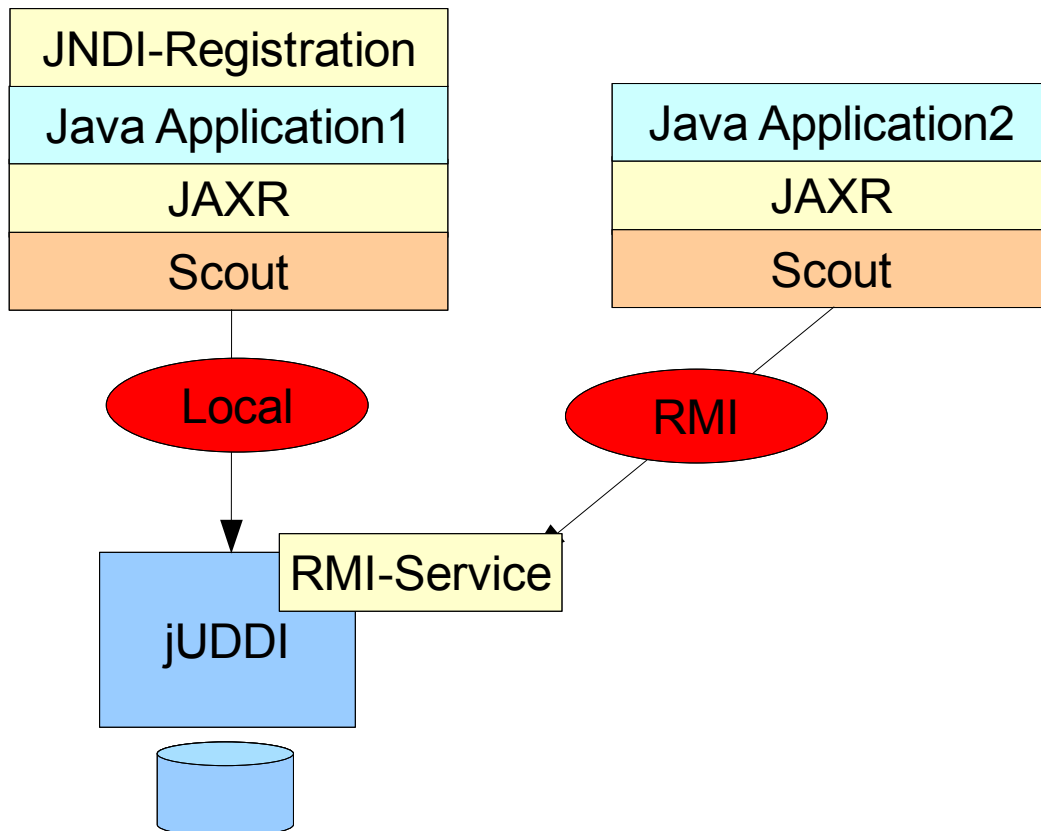 JNDI-Registration
Java Application1
JAXR
Scout
Java Application2
JAXR
Scout
Local
RMI
RMI-Service
jUDDI